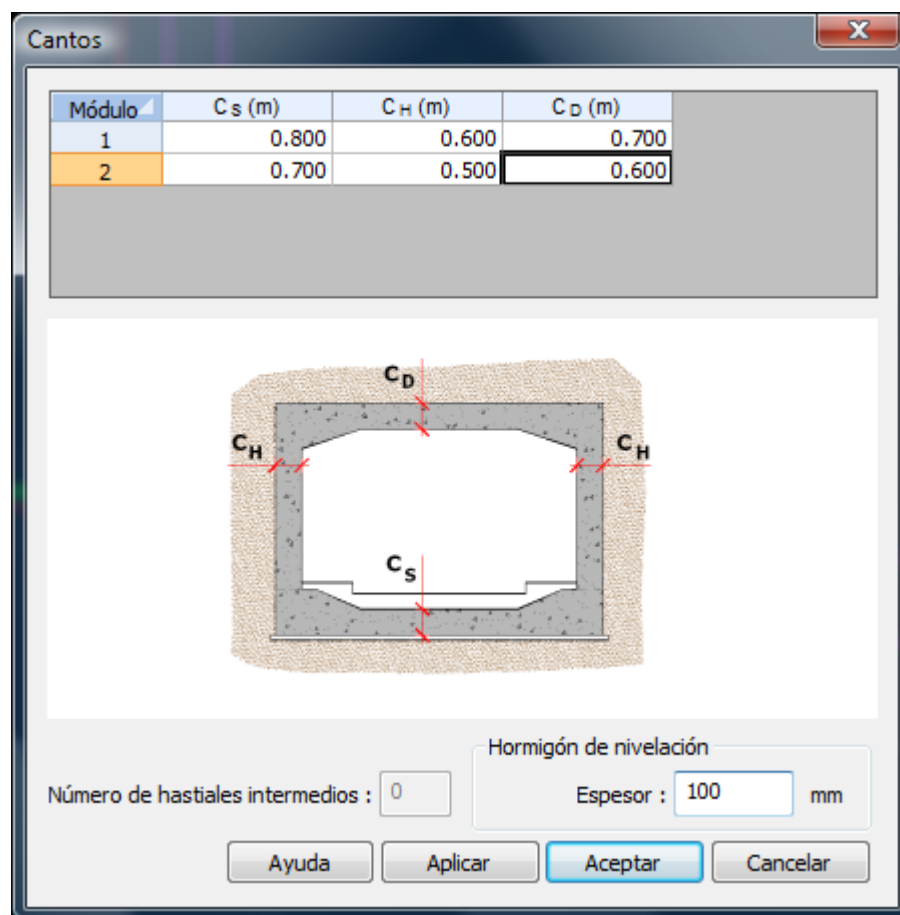 Cantos
Módulo C S (m) C H (m) C D (m)
1 0.800 0.600 0.700
2 0.700 0.500 0.600
C D
C H C H
C S
Hormigón de nivelación
Número de hastiales intermedios : 0 Espesor : 100 mm
Ayuda Aplicar Aceptar Cancelar